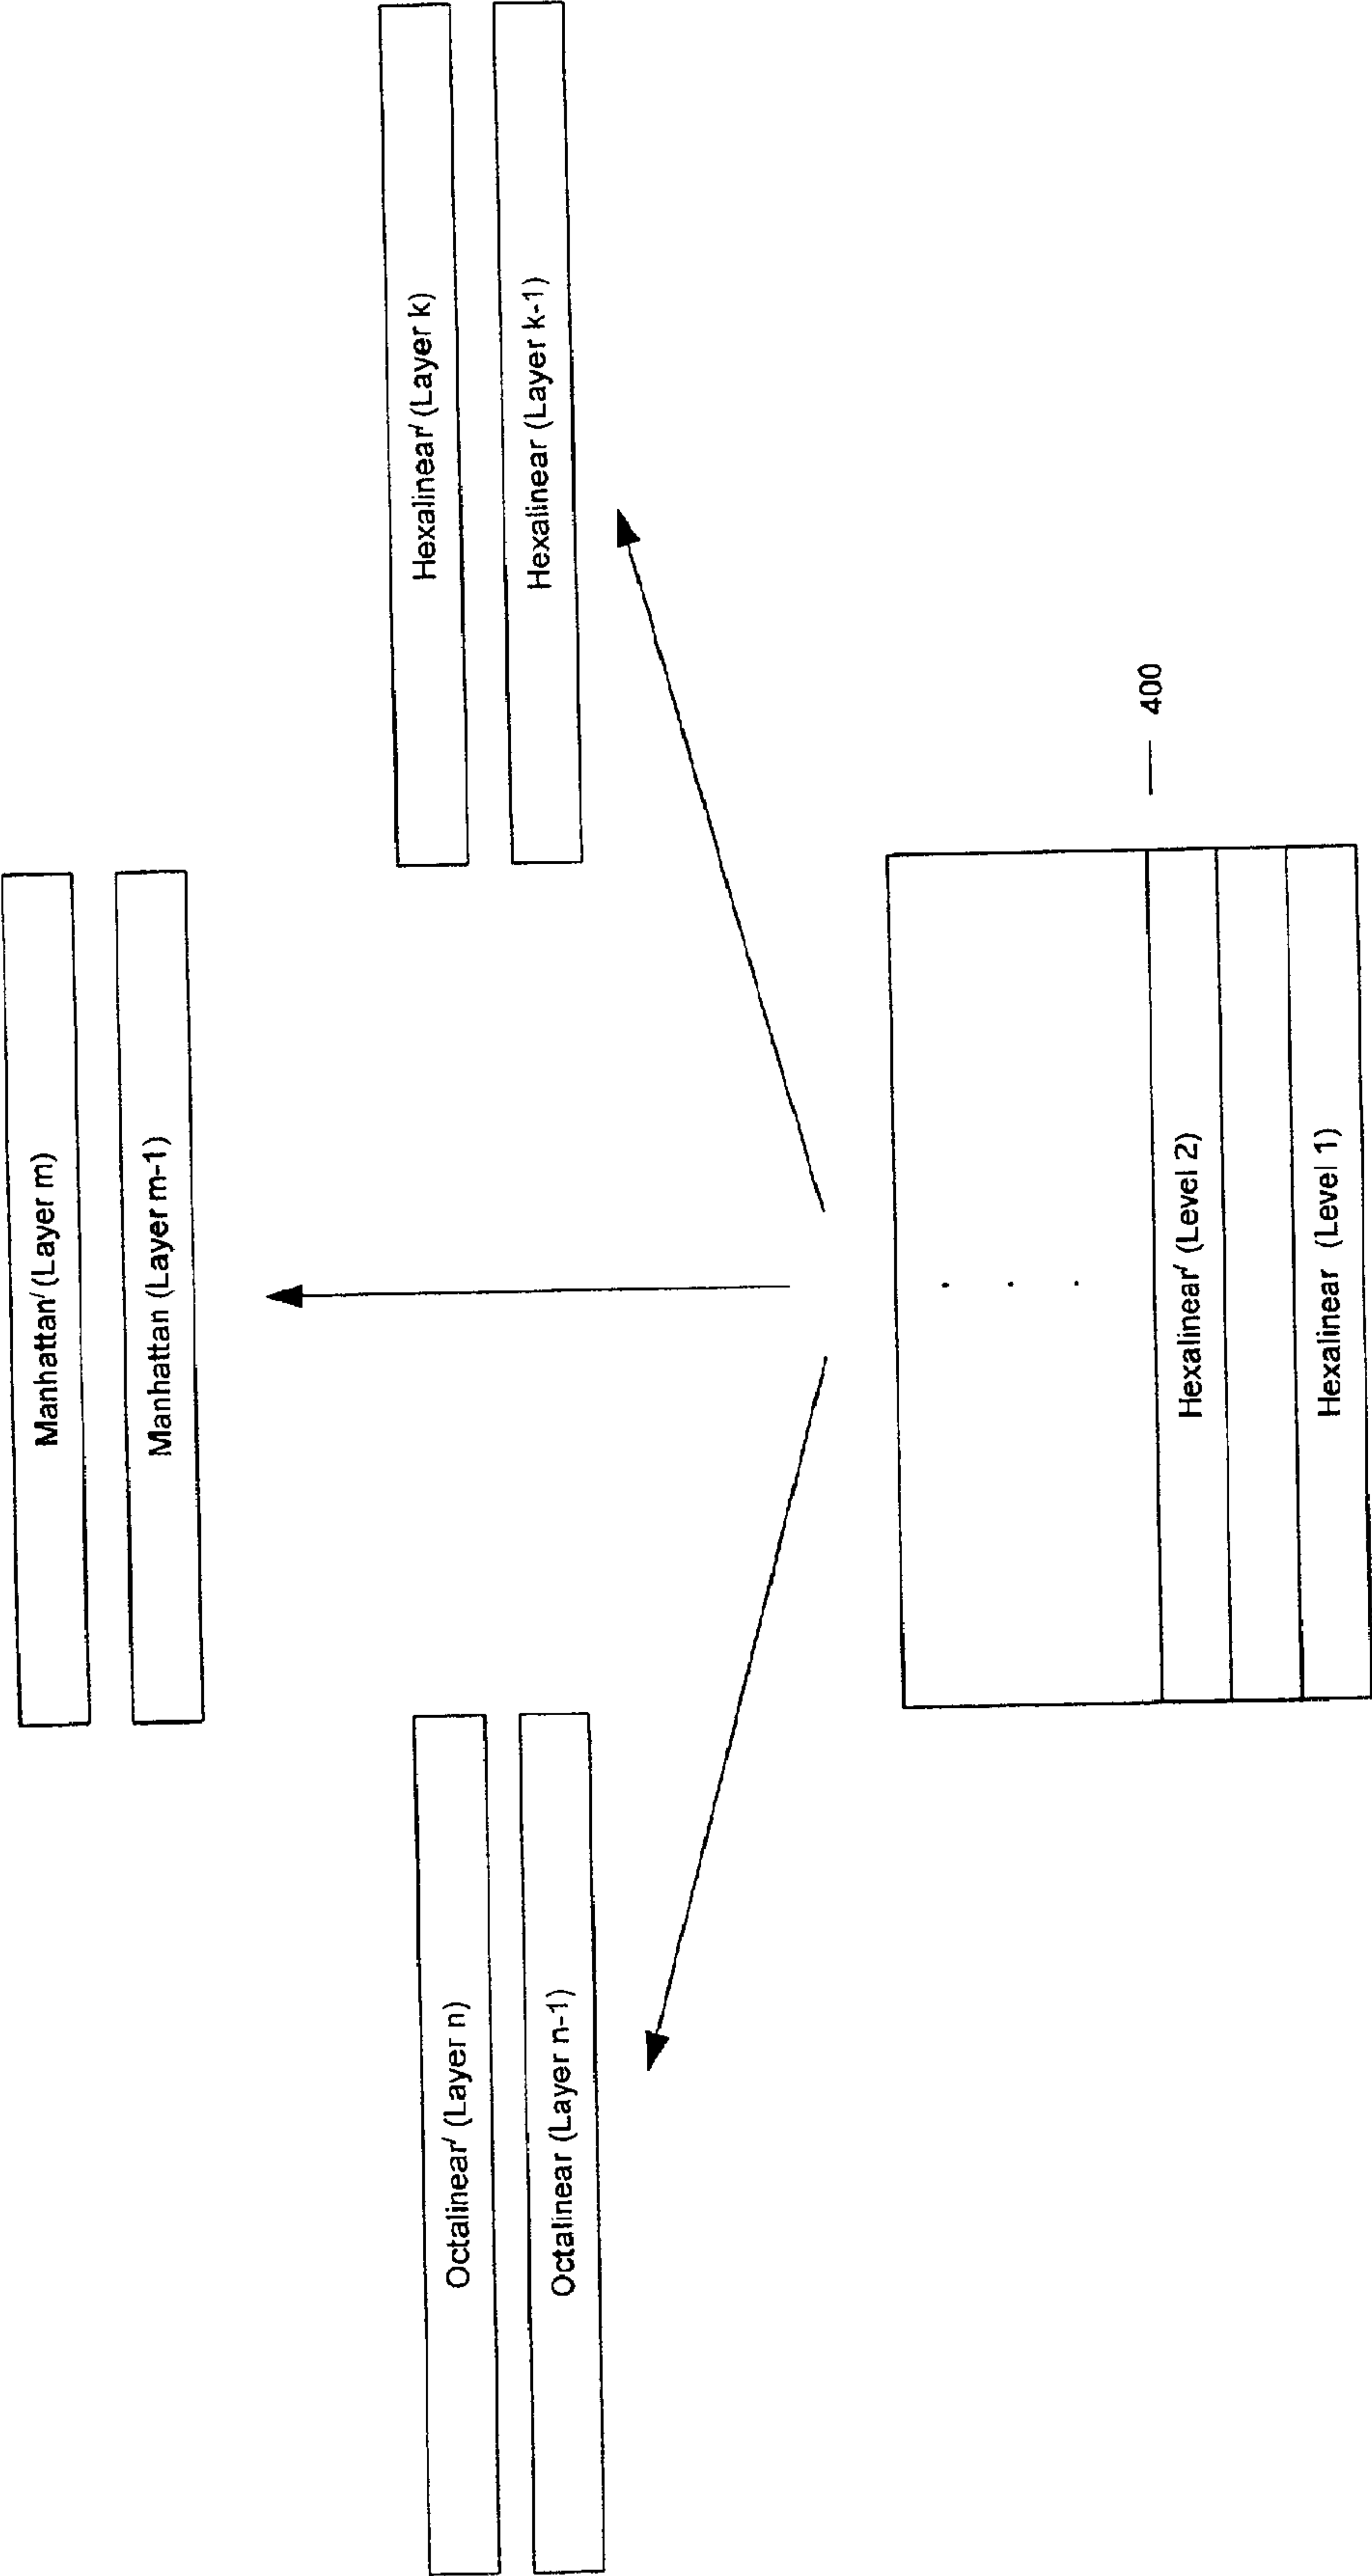 Manhattan' (Layer m)
Manhattan (Layer m-1)
Octalinear' (Layer n)
Octalinear (Layer n-1)
Hexalinear' (Layer k)
Hexalinear (Layer k-1)
400
Hexalinear' (Level 2)
Hexalinear (Level 1)